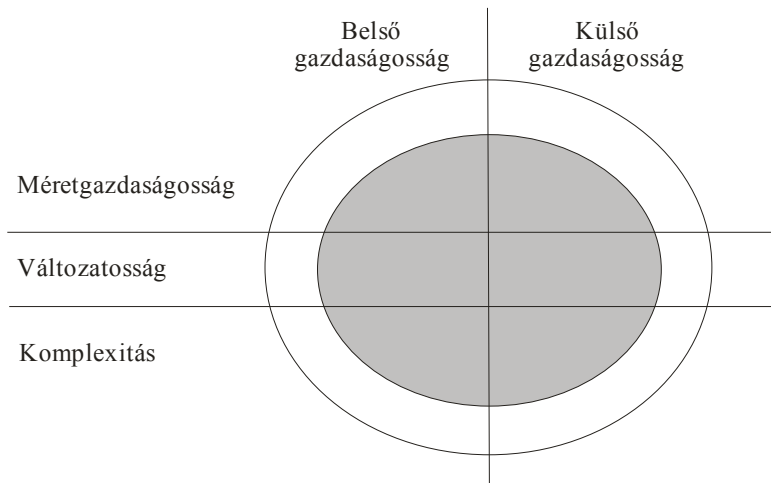 Belső
gazdaságosság
Külső
gazdaságosság
Méretgazdaságosság
Változatosság
Komplexitás